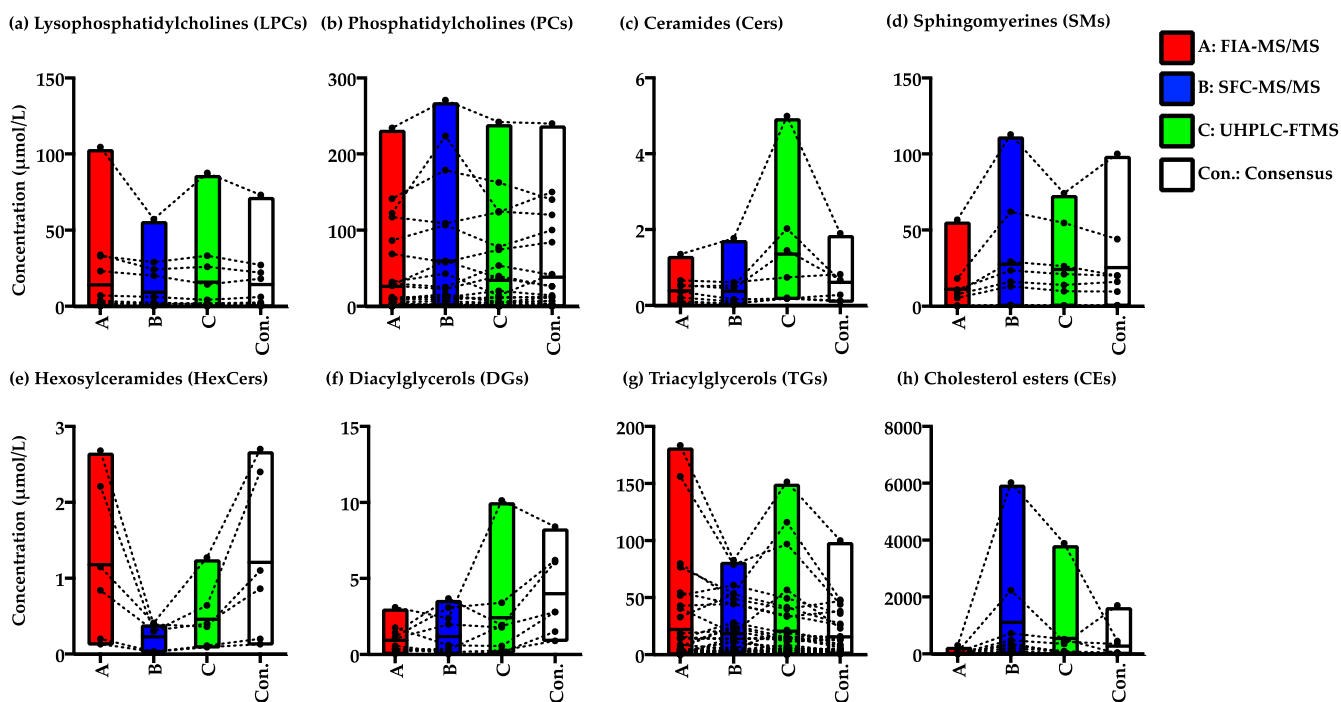 (a) Lysophosphatidylcholines (LPCs)
(b) Phosphatidylcholines (PCs)
(c) Ceramides (Cers)
(d) Sphingomyerines (SMs)
A: FIA-MS/MS
B: SFC-MS/MS
C: UHPLC-FTMS
Con.: Consensus
Concentration (μmol/L)
150
100
50
0
A
B
C
Con.
300
200
100
0
A
B
C
Con.
6
4
2
0
A
B
C
Con.
150
100
50
0
A
B
C
Con.
(e) Hexosylceramides (HexCers)
(f) Diacylglycerols (DGs)
(g) Triacylglycerols (TGs)
(h) Cholesterol esters (CEs)
Concentration (μmol/L)
3
2
1
0
A
B
C
Con.
15
10
5
0
A
B
C
Con.
200
150
100
50
0
A
B
C
Con.
8000
6000
4000
2000
0
A
B
C
Con.